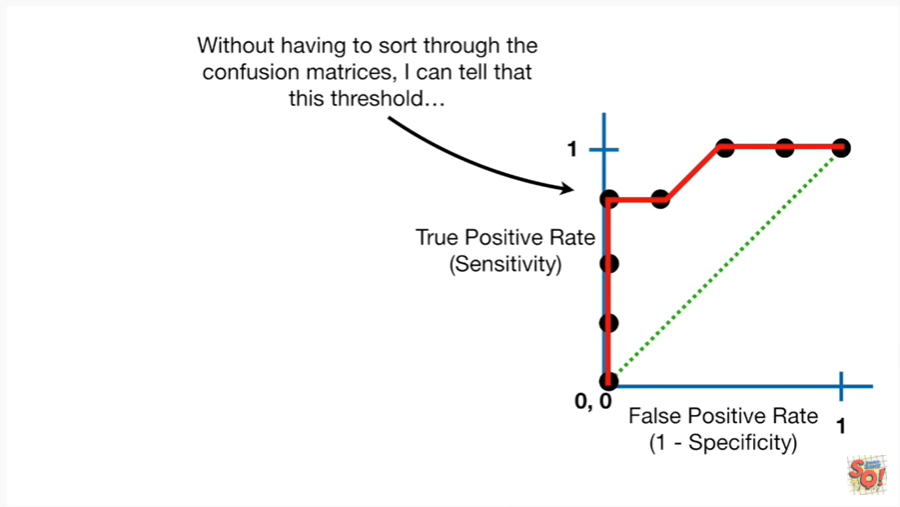 Without having to sort through the
confusion matrices, I can tell that
this threshold…
1
True Positive Rate
(Sensitivity)
0, 0
False Positive Rate
(1 - Specificity)
1
SQ!